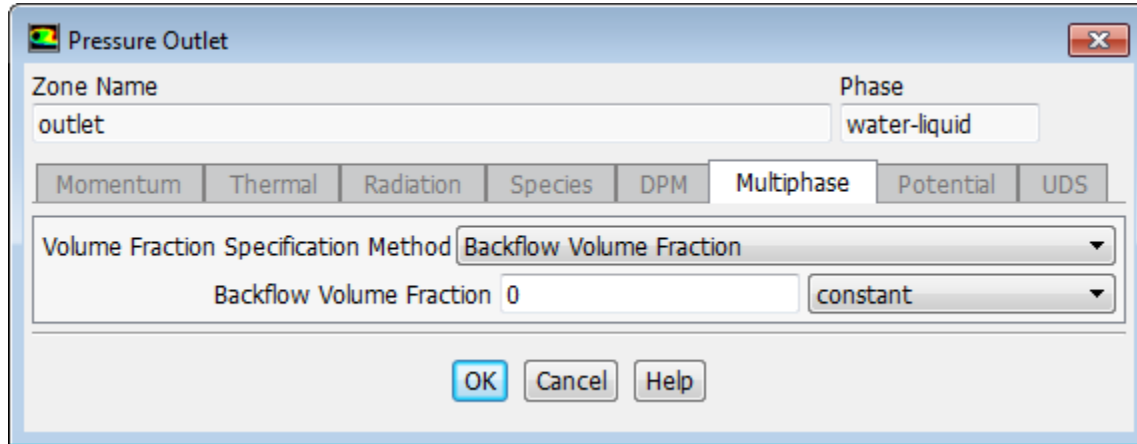 Pressure Outlet
Zone Name Phase
outlet water-liquid
Momentum Thermal Radiation Species DPM Multiphase Potential UDS
Volume Fraction Specification Method Backflow Volume Fraction
Backflow Volume Fraction 0 constant
OK Cancel Help